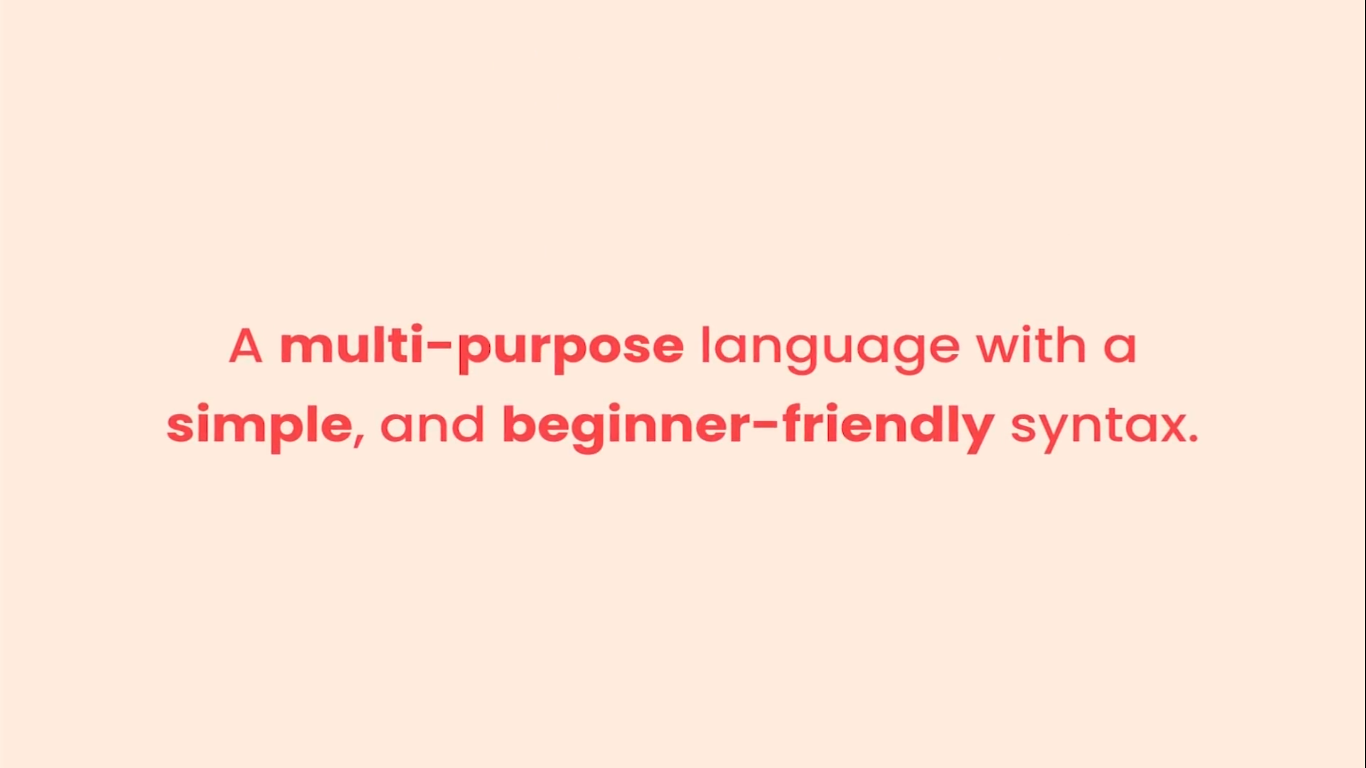 A multi-purpose language with a
simple, and beginner-friendly syntax.